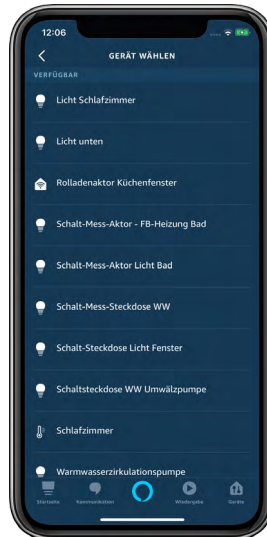 12:06
GERÄT WÄHLEN
VERFÜGBAR
Licht Schlafzimmer
Licht unten
Rolladenaktor Küchenfenster
Schalt-Mess-Aktor - FB-Heizung Bad
Schalt-Mess-Aktor Licht Bad
Schalt-Mess-Steckdose WW
Schalt-Steckdose Licht Fenster
Schaltsteckdose WW Umwälzpumpe
Schlafzimmer
Warmwasserzirkulationspumpe
Startseite Kommunikation Wiedergabe Geräte